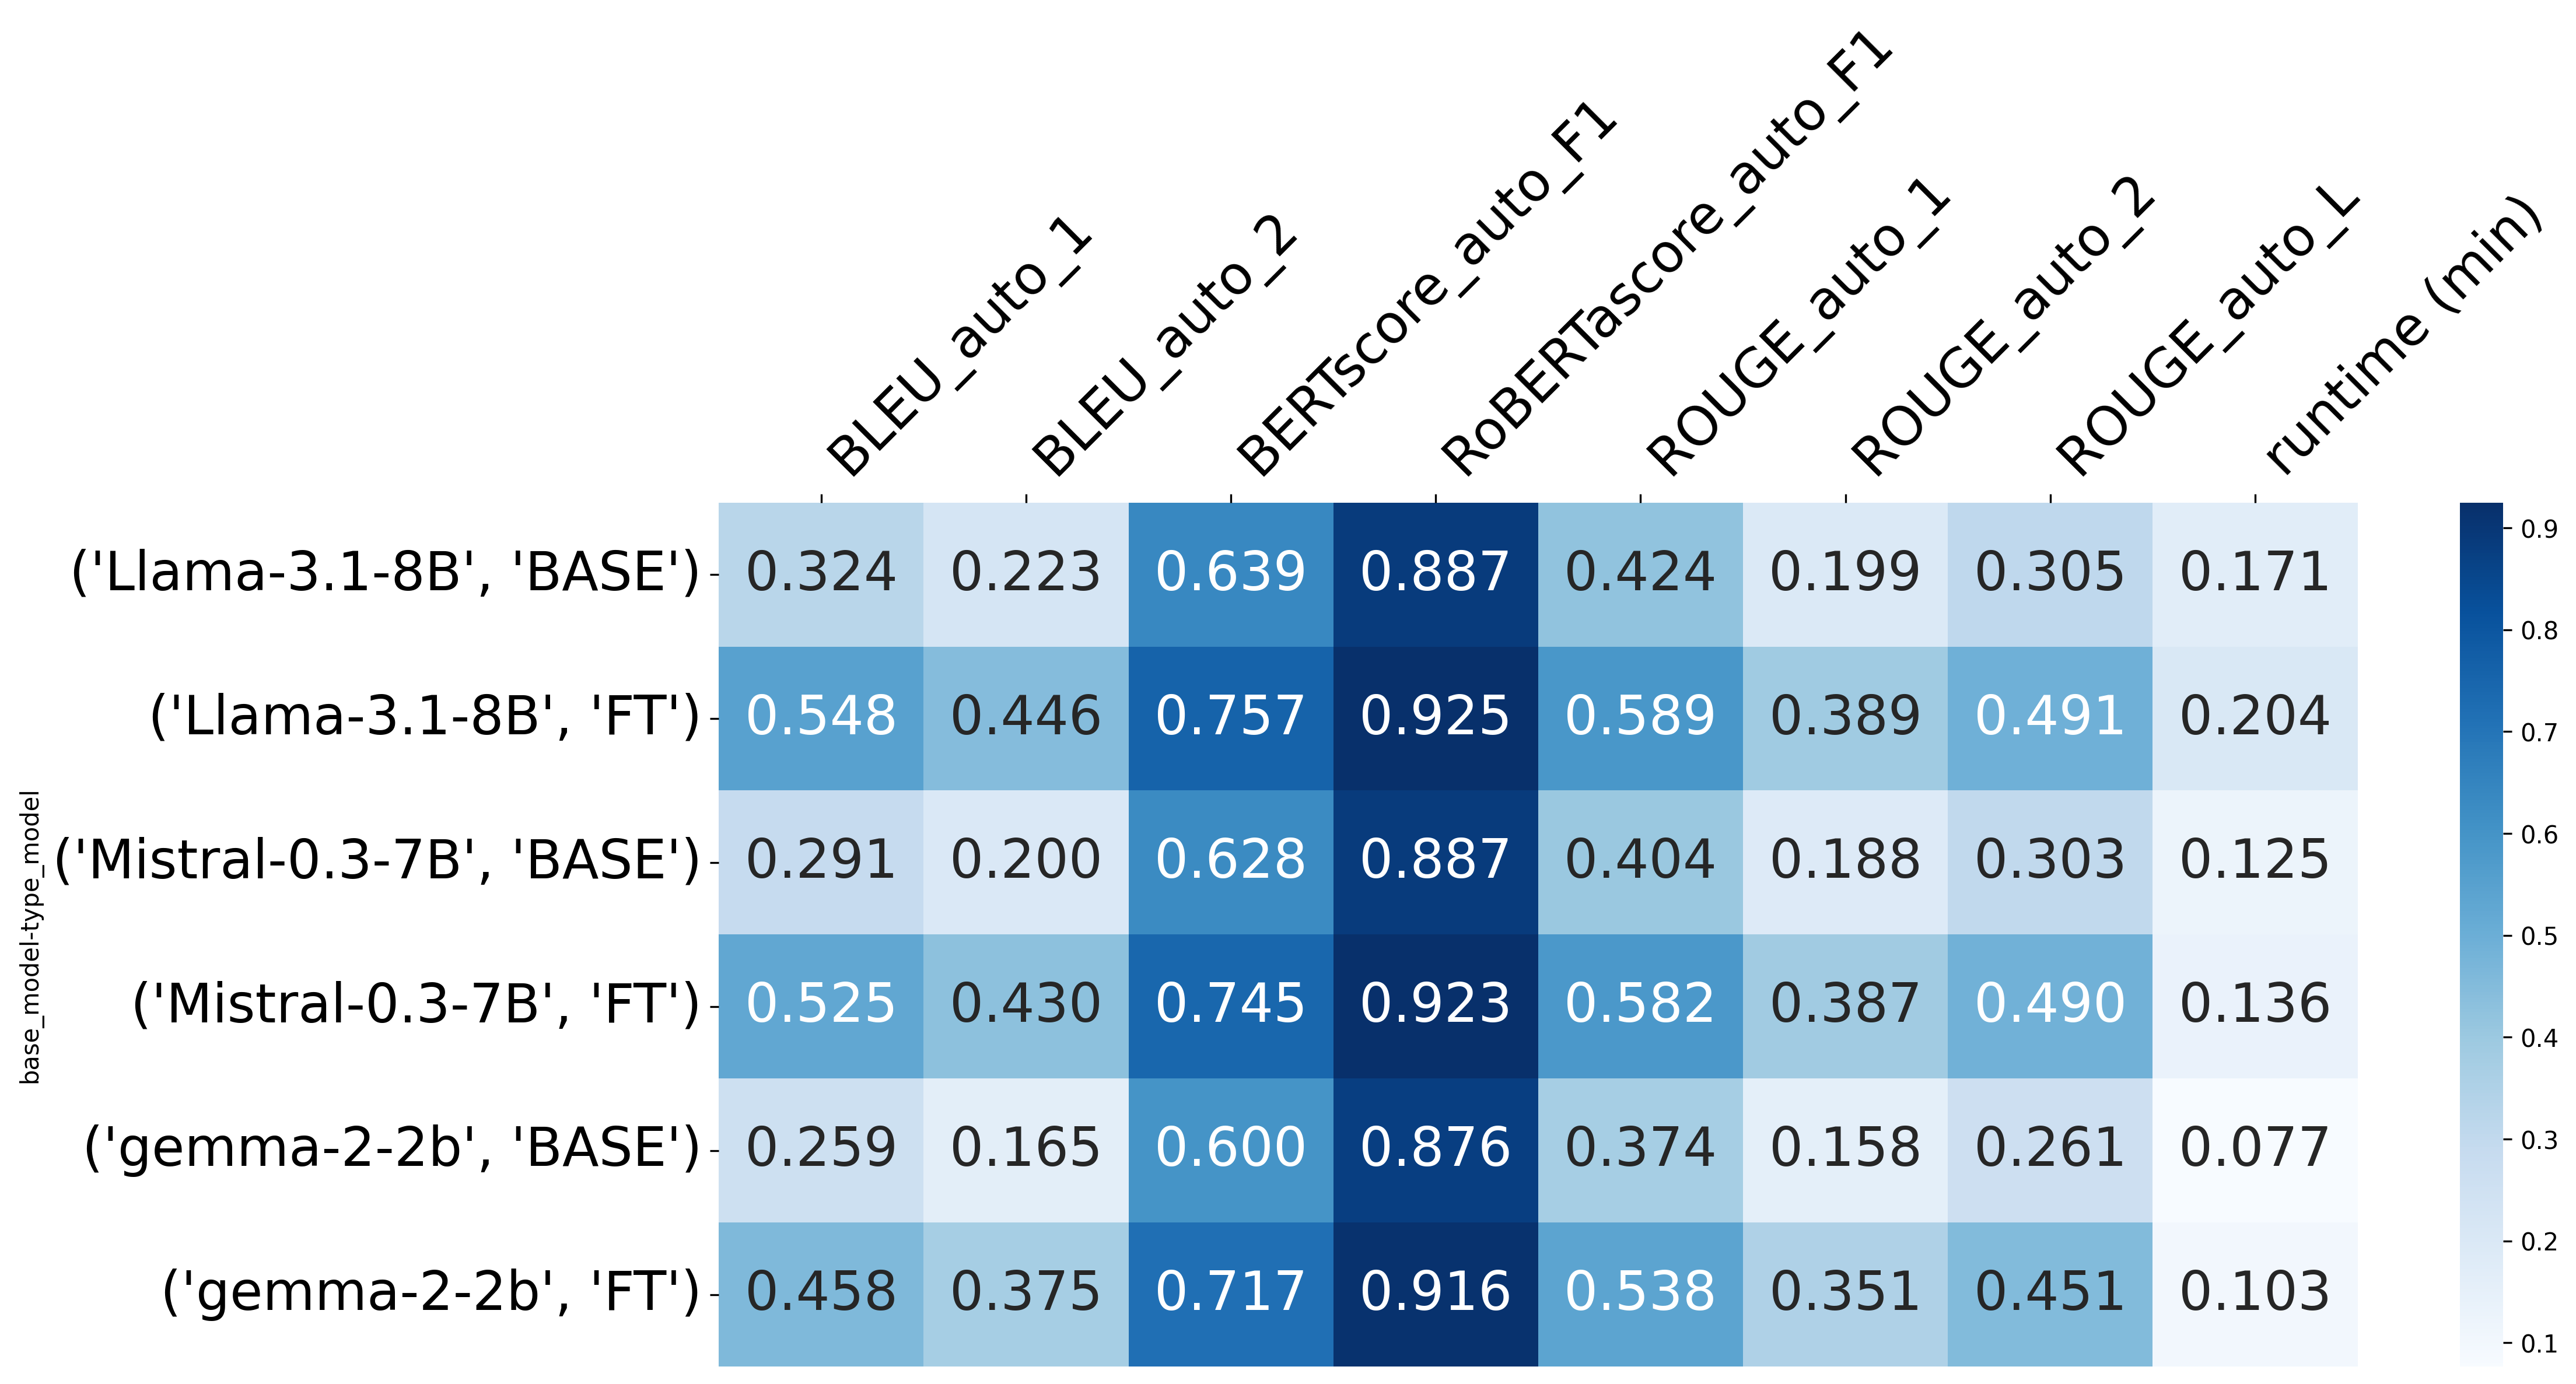 BLEU_auto_1 BLEU_auto_2 BERTscore_auto_F1 RoBERTascore_auto_F1 ROUGE_auto_1 ROUGE_auto_2 ROUGE_auto_L runtime (min)
base_model-type_model
('Llama-3.1-8B', 'BASE') 0.324 0.223 0.639 0.887 0.424 0.199 0.305 0.171
('Llama-3.1-8B', 'FT') 0.548 0.446 0.757 0.925 0.589 0.389 0.491 0.204
('Mistral-0.3-7B', 'BASE') 0.291 0.200 0.628 0.887 0.404 0.188 0.303 0.125
('Mistral-0.3-7B', 'FT') 0.525 0.430 0.745 0.923 0.582 0.387 0.490 0.136
('gemma-2-2b', 'BASE') 0.259 0.165 0.600 0.876 0.374 0.158 0.261 0.077
('gemma-2-2b', 'FT') 0.458 0.375 0.717 0.916 0.538 0.351 0.451 0.103
0.9
0.8
0.7
0.6
0.5
0.4
0.3
0.2
0.1